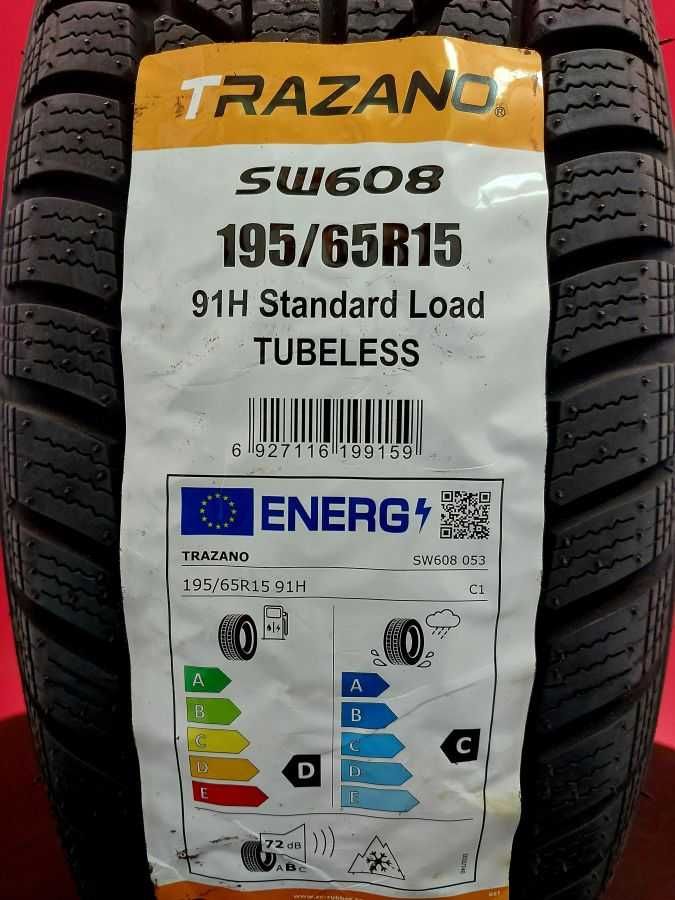 TRAZANO®
SW608
195/65R15
91H Standard Load
TUBELESS
6 927116 199159
ENERG
TRAZANO
SW608 053
195/65R15 91H
C1
A
B
C
D
E
D
A
B
C
D
E
C
72 dB
ABC